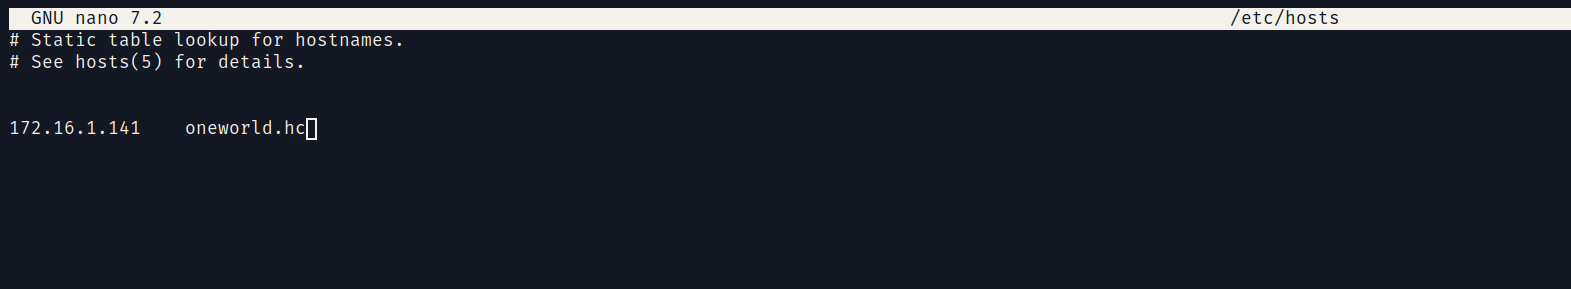 GNU nano 7.2 /etc/hosts
# Static table lookup for hostnames.
# See hosts(5) for details.
172.16.1.141 oneworld.hc